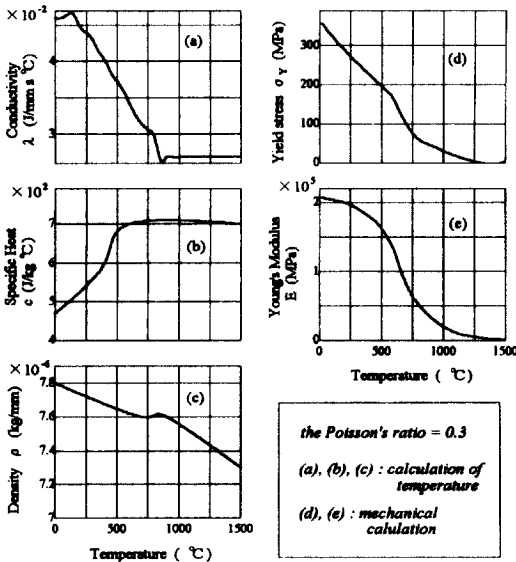 × 10⁻²
(a)
4
3
Conductivity
λ (J/mm s °C)
× 10²
(b)
7
6
5
4
Specific Heat
c (J/kg °C)
× 10⁻⁴
(c)
7.8
7.6
7.4
7.2
7
Density ρ (kg/mm)
0 500 1000 1500
Temperature ( °C)
(d)
300
200
100
0
Yield stress σ Y (MPa)
× 10⁵
(e)
2
1
0
Young's Modulus
E (MPa)
0 500 1000 1500
Temperature ( °C)
the Poisson's ratio = 0.3
(a), (b), (c) : calculation of
temperature
(d), (e) : mechanical
calulation